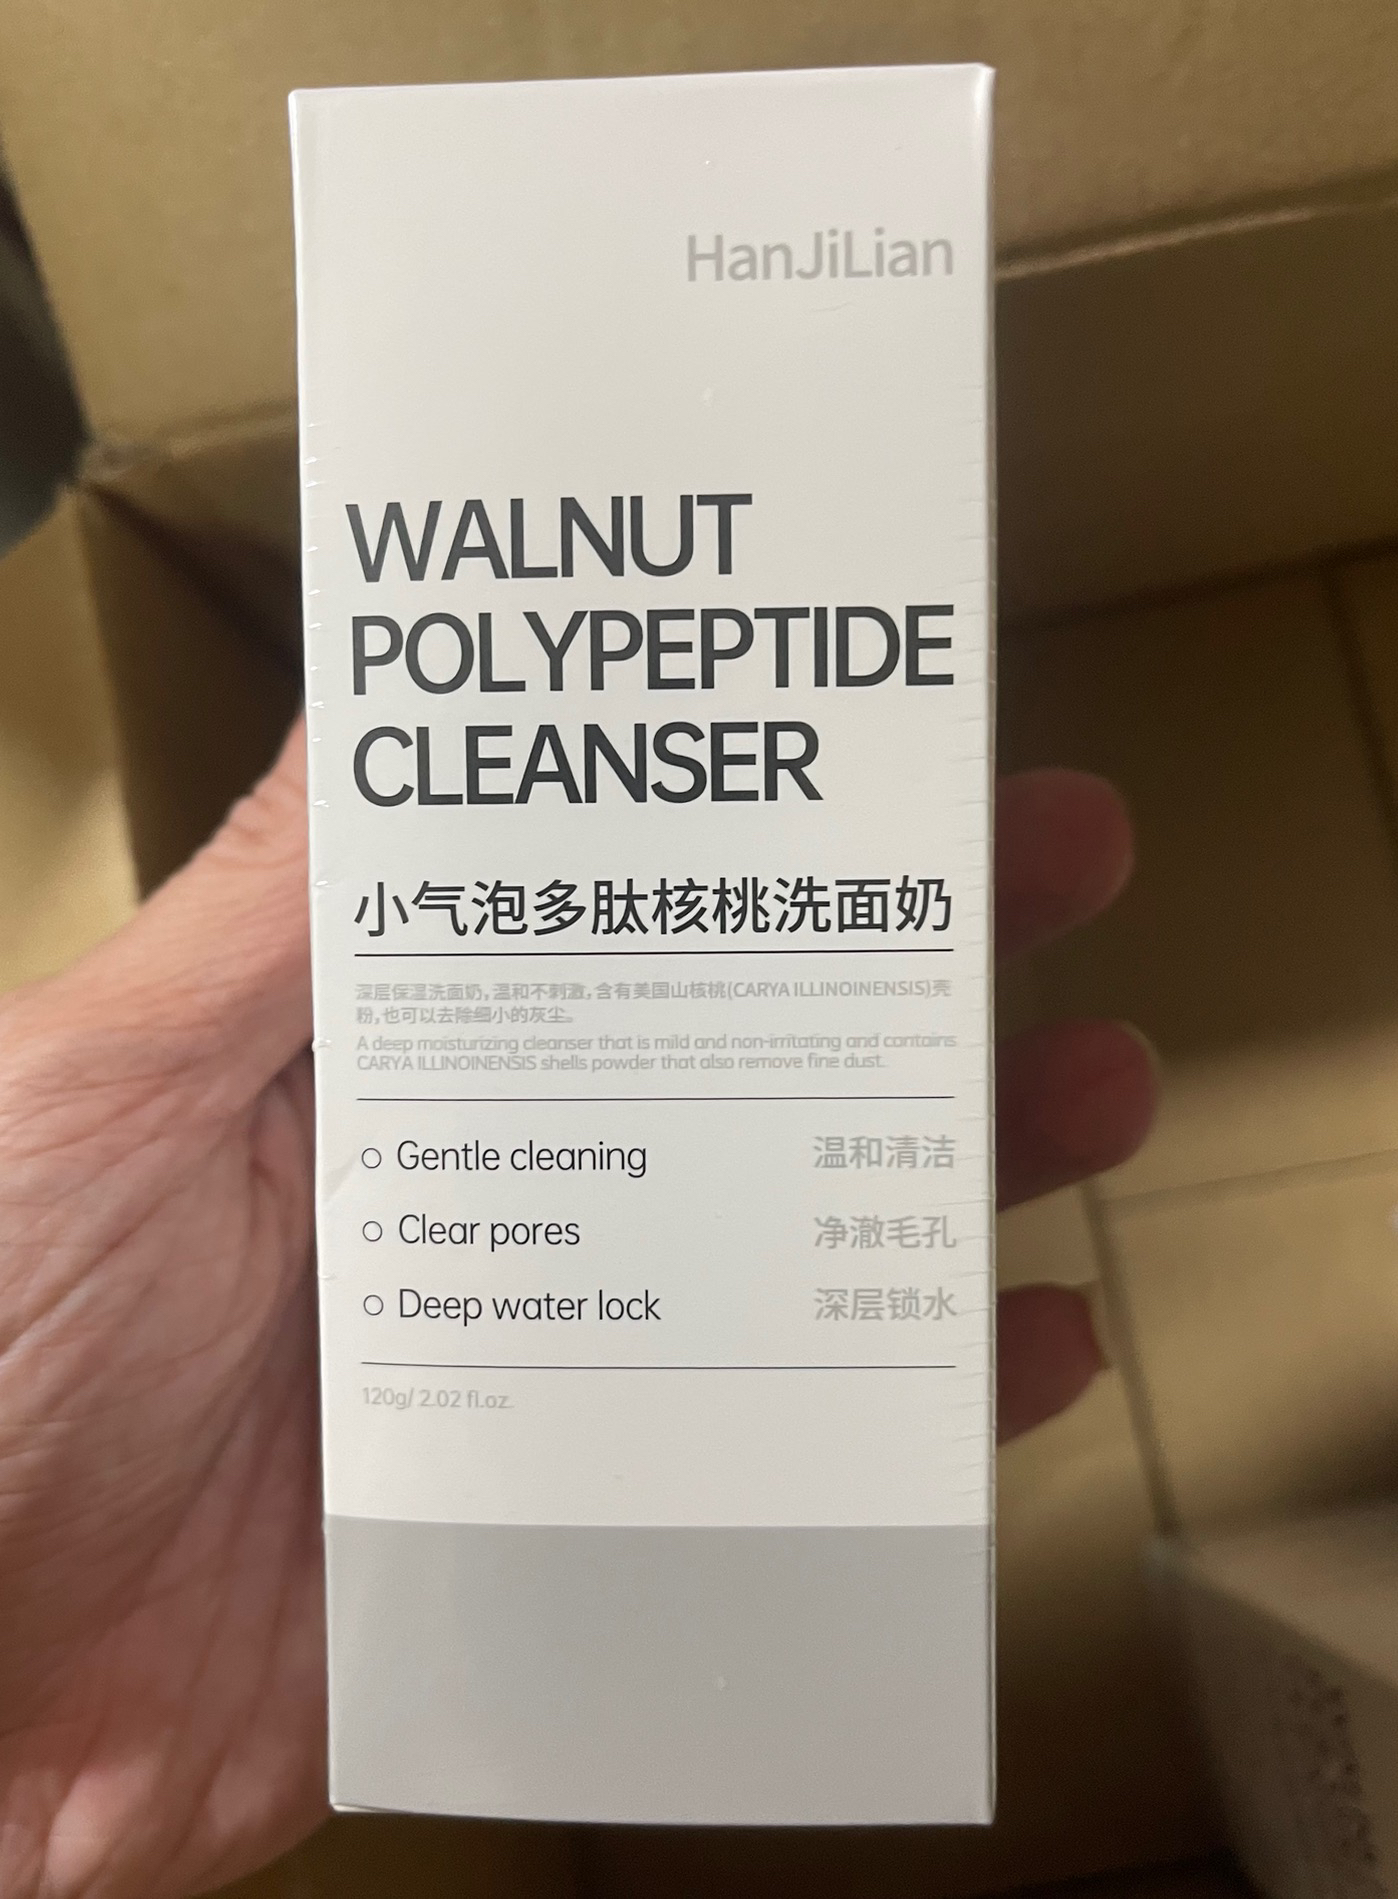 HanJiLian
WALNUT
POLYPEPTIDE
CLEANSER
小气泡多肽核桃洗面奶
深层保湿洗面奶,温和不刺激,含有美国山核桃(CARYA ILLINOINENSIS)壳
粉,也可以去除细小的灰尘。
A deep moisturizing cleanser that is mild and non-irritating and contains
CARYA ILLINOINENSIS shells powder that also remove fine dust.
○ Gentle cleaning 温和清洁
○ Clear pores 净澈毛孔
○ Deep water lock 深层锁水
120g/ 2.02 fl.oz.